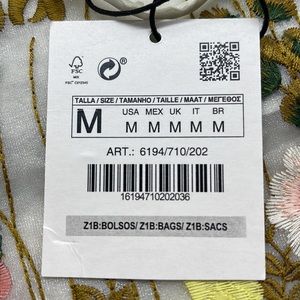 FSC
MIX
TALLA / SIZE / TAMANHO / TAILLE / MAAT / ΜΕΓΕΘΟΣ
M
USA MEX UK IT BR
M M M M M
ART.: 6194/710/202
16194710202036
Z1B:BOLSOS/ Z1B:BAGS/ Z1B:SACS